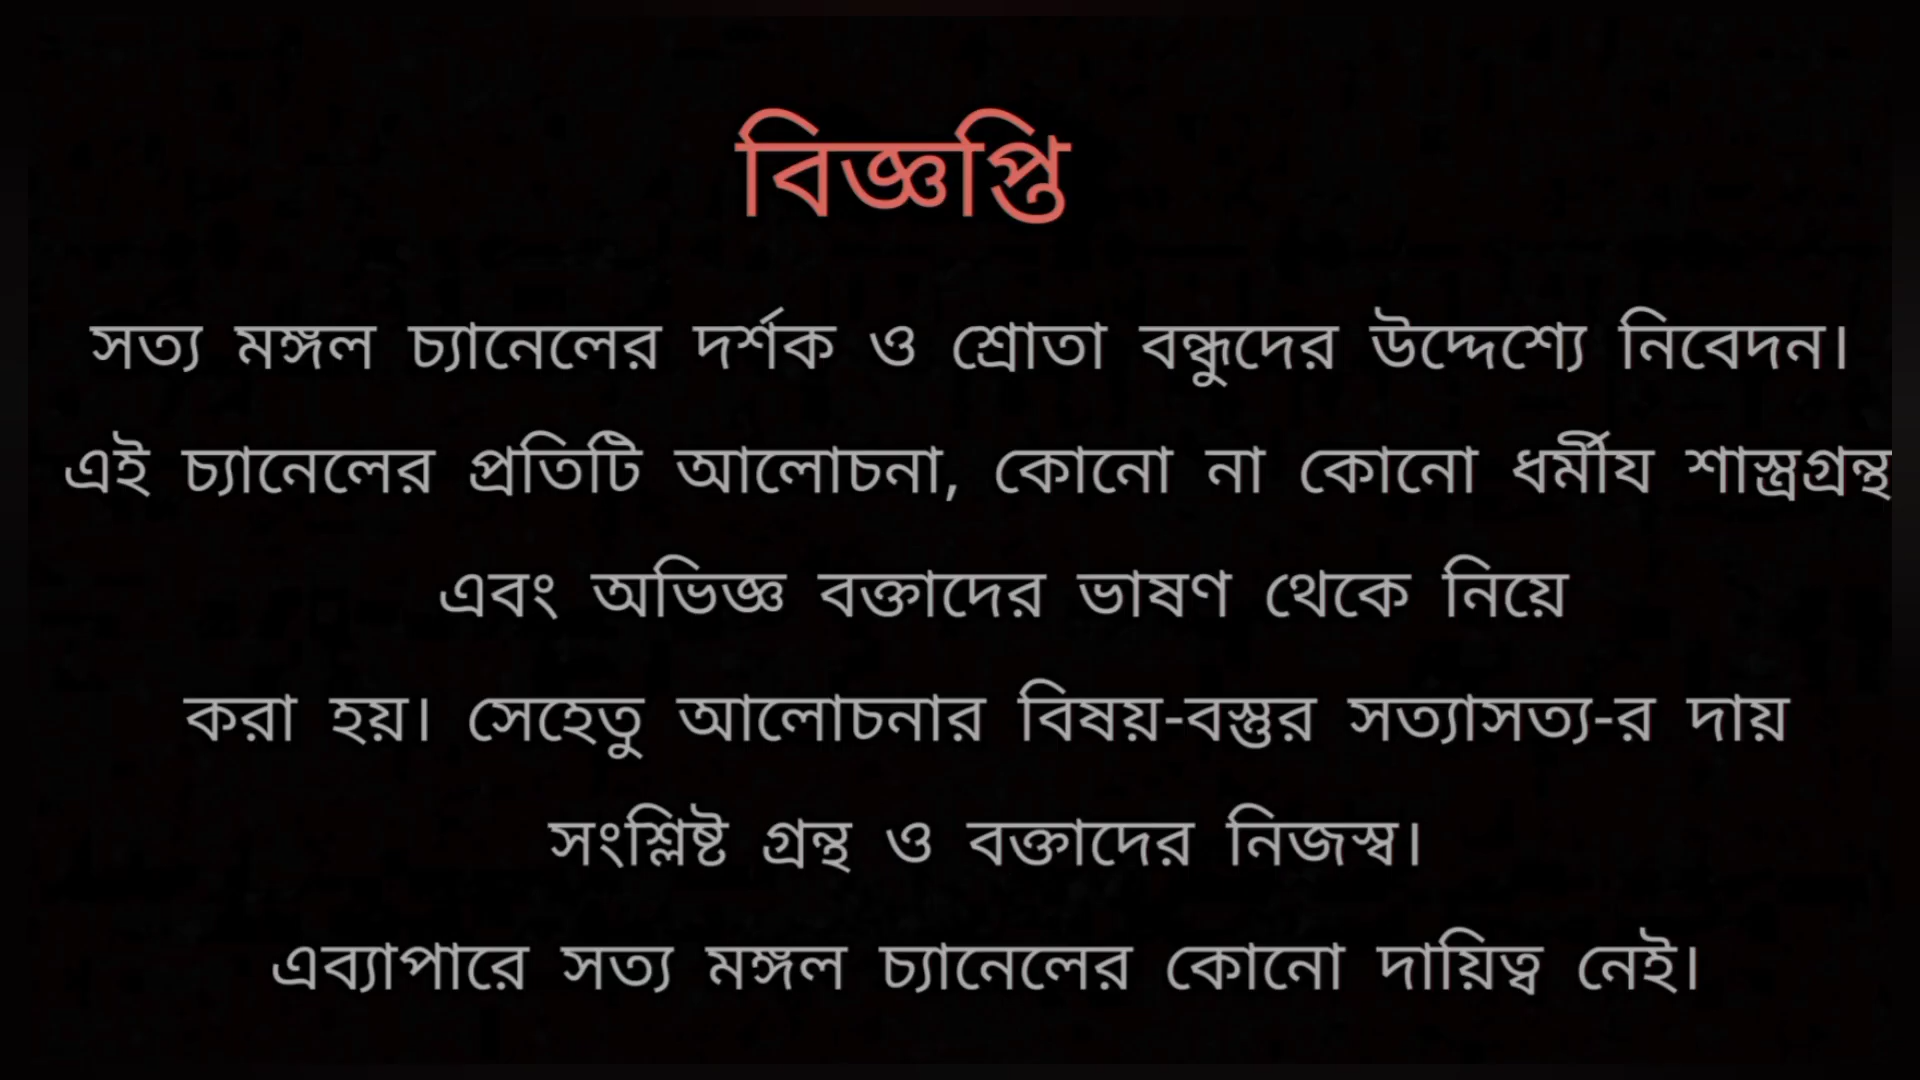 বিজ্ঞপ্তি
সত্য মঙ্গল চ্যানেলের দর্শক ও শ্রোতা বন্ধুদের উদ্দেশ্যে নিবেদন।
এই চ্যানেলের প্রতিটি আলোচনা, কোনো না কোনো ধর্মীয শাস্ত্রগ্রন্থ
এবং অভিজ্ঞ বক্তাদের ভাষণ থেকে নিয়ে
করা হয়। সেহেতু আলোচনার বিষয়-বস্তুর সত্যাসত্য-র দায়
সংশ্লিষ্ট গ্রন্থ ও বক্তাদের নিজস্ব।
এব্যাপারে সত্য মঙ্গল চ্যানেলের কোনো দায়িত্ব নেই।